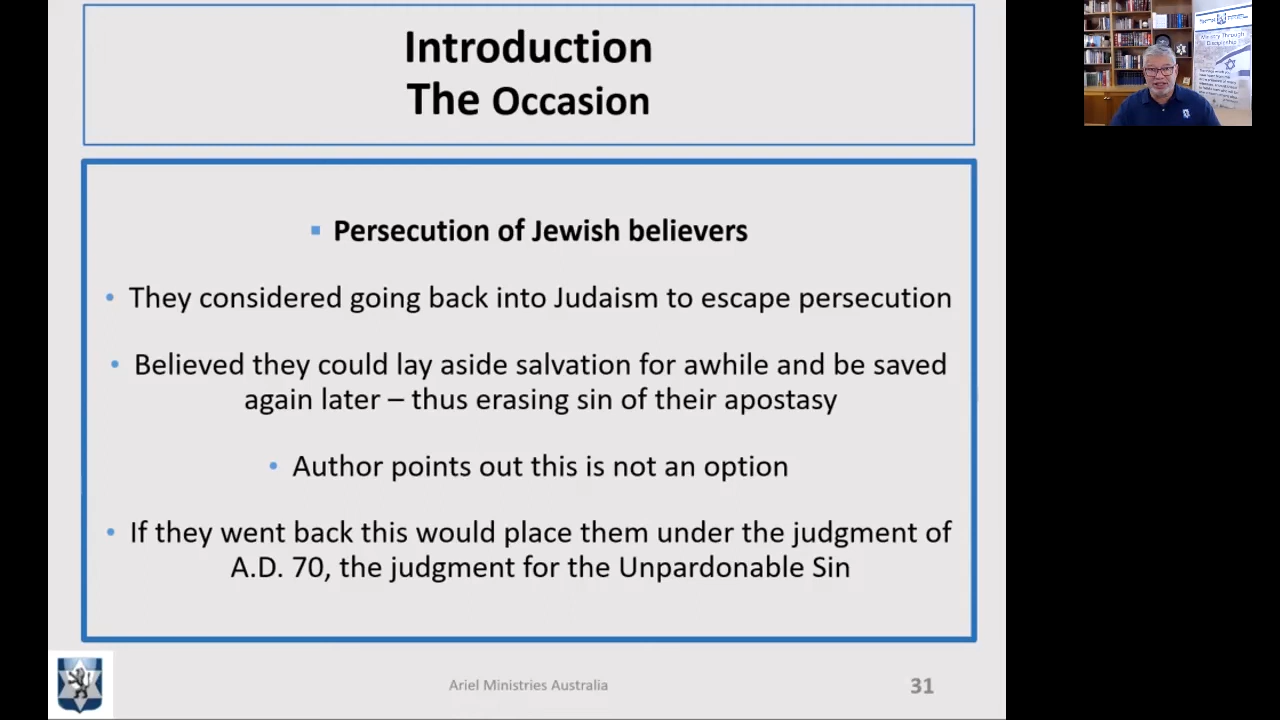 Introduction
The Occasion
Persecution of Jewish believers
They considered going back into Judaism to escape persecution
Believed they could lay aside salvation for awhile and be saved
again later – thus erasing sin of their apostasy
Author points out this is not an option
If they went back this would place them under the judgment of
A.D. 70, the judgment for the Unpardonable Sin
Ariel Ministries Australia
31
Ministry Through
Discipleship